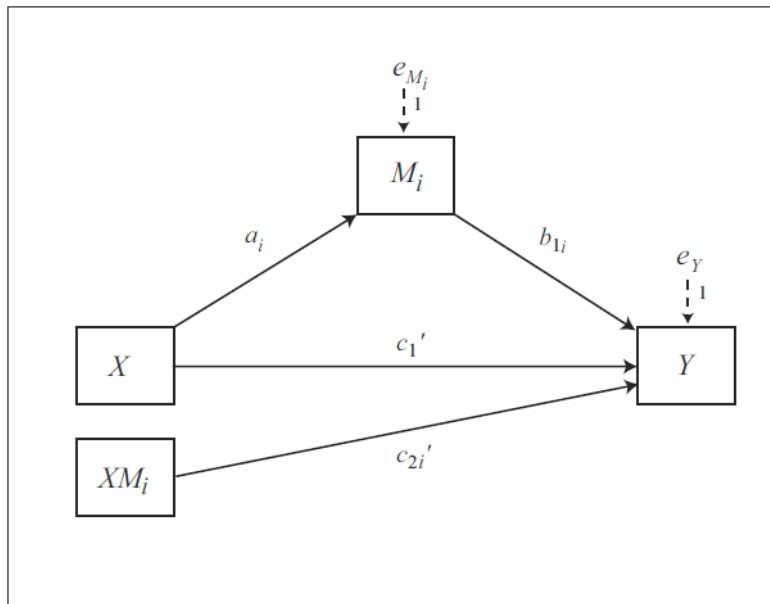 e_{M_i}
1
M_i
a_i
b_{1i}
e_Y
1
X
c_1′
Y
XM_i
c_{2i}′